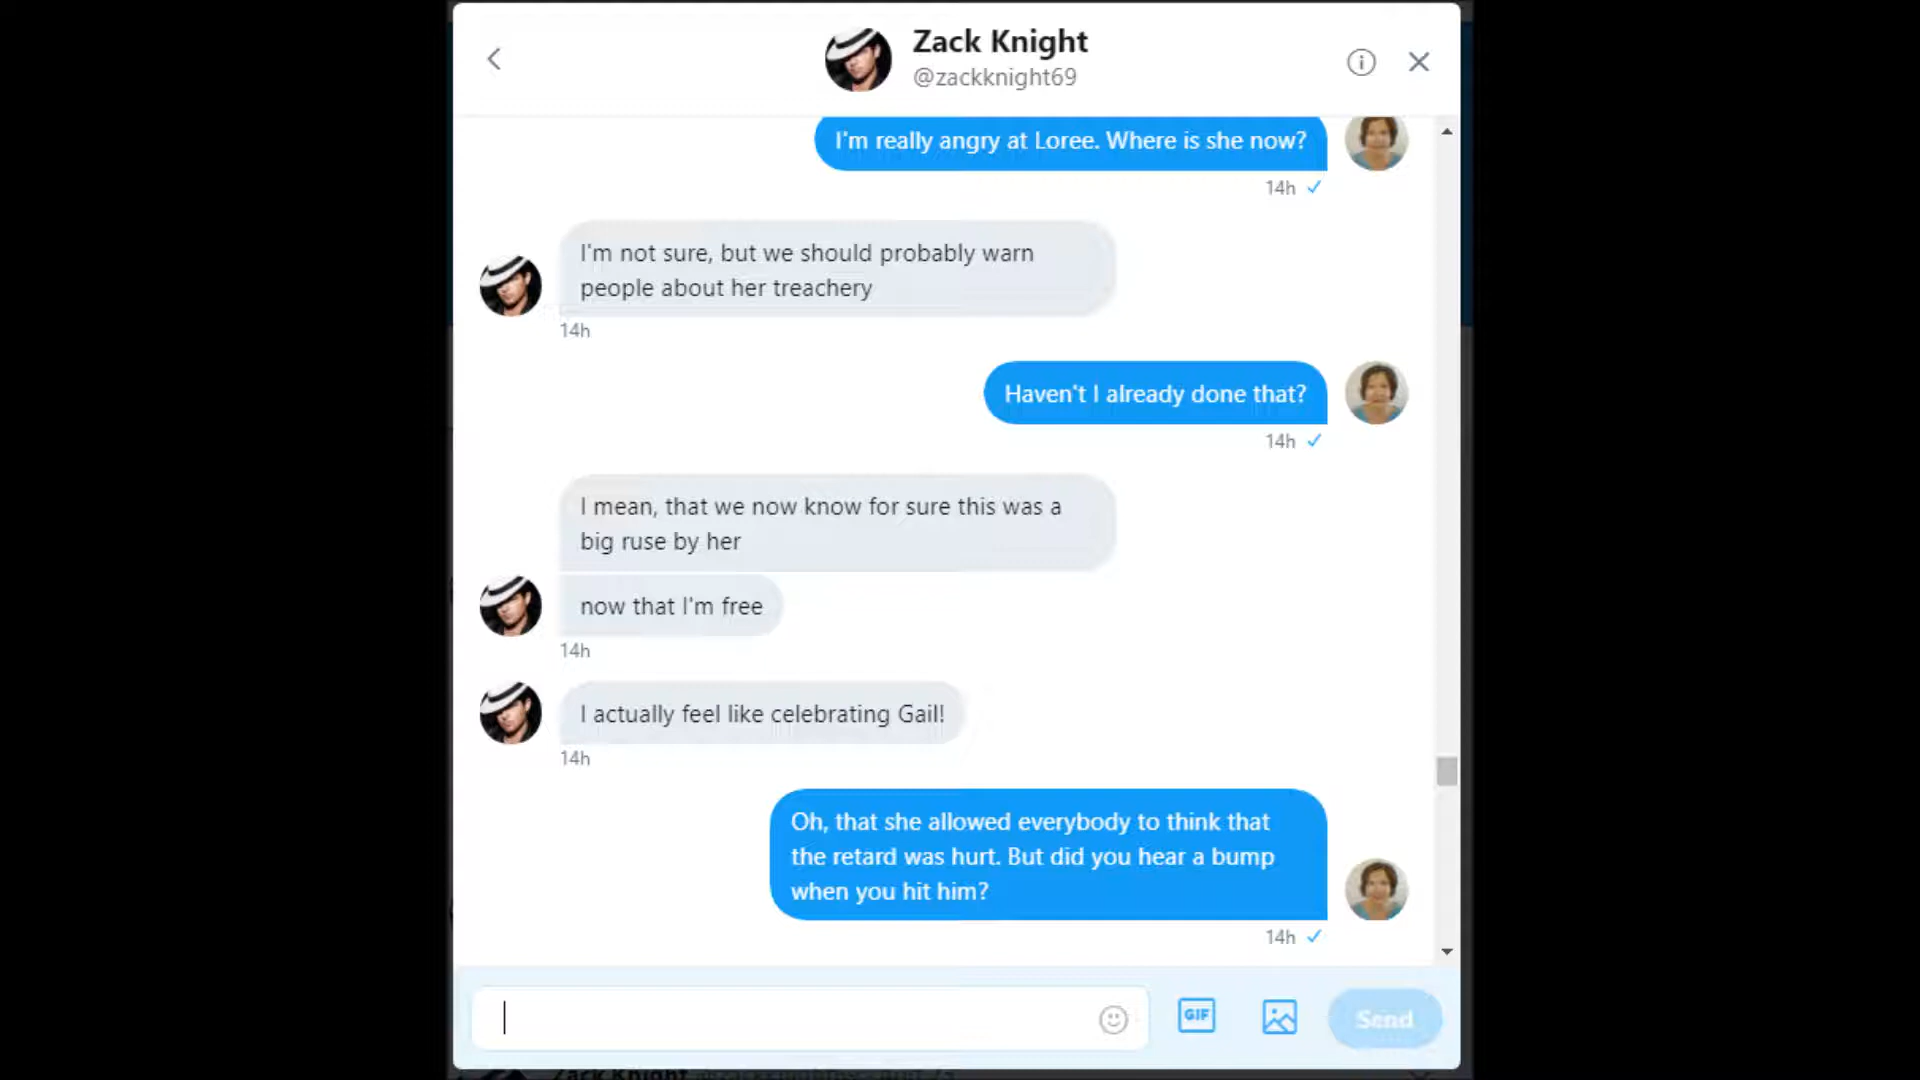 Zack Knight
@zackknight69
I'm really angry at Loree. Where is she now?
14h
I'm not sure, but we should probably warn
people about her treachery
14h
Haven't I already done that?
14h
I mean, that we now know for sure this was a
big ruse by her
now that I'm free
14h
I actually feel like celebrating Gail!
14h
Oh, that she allowed everybody to think that
the retard was hurt. But did you hear a bump
when you hit him?
14h
GIF
Send
Zack Knight